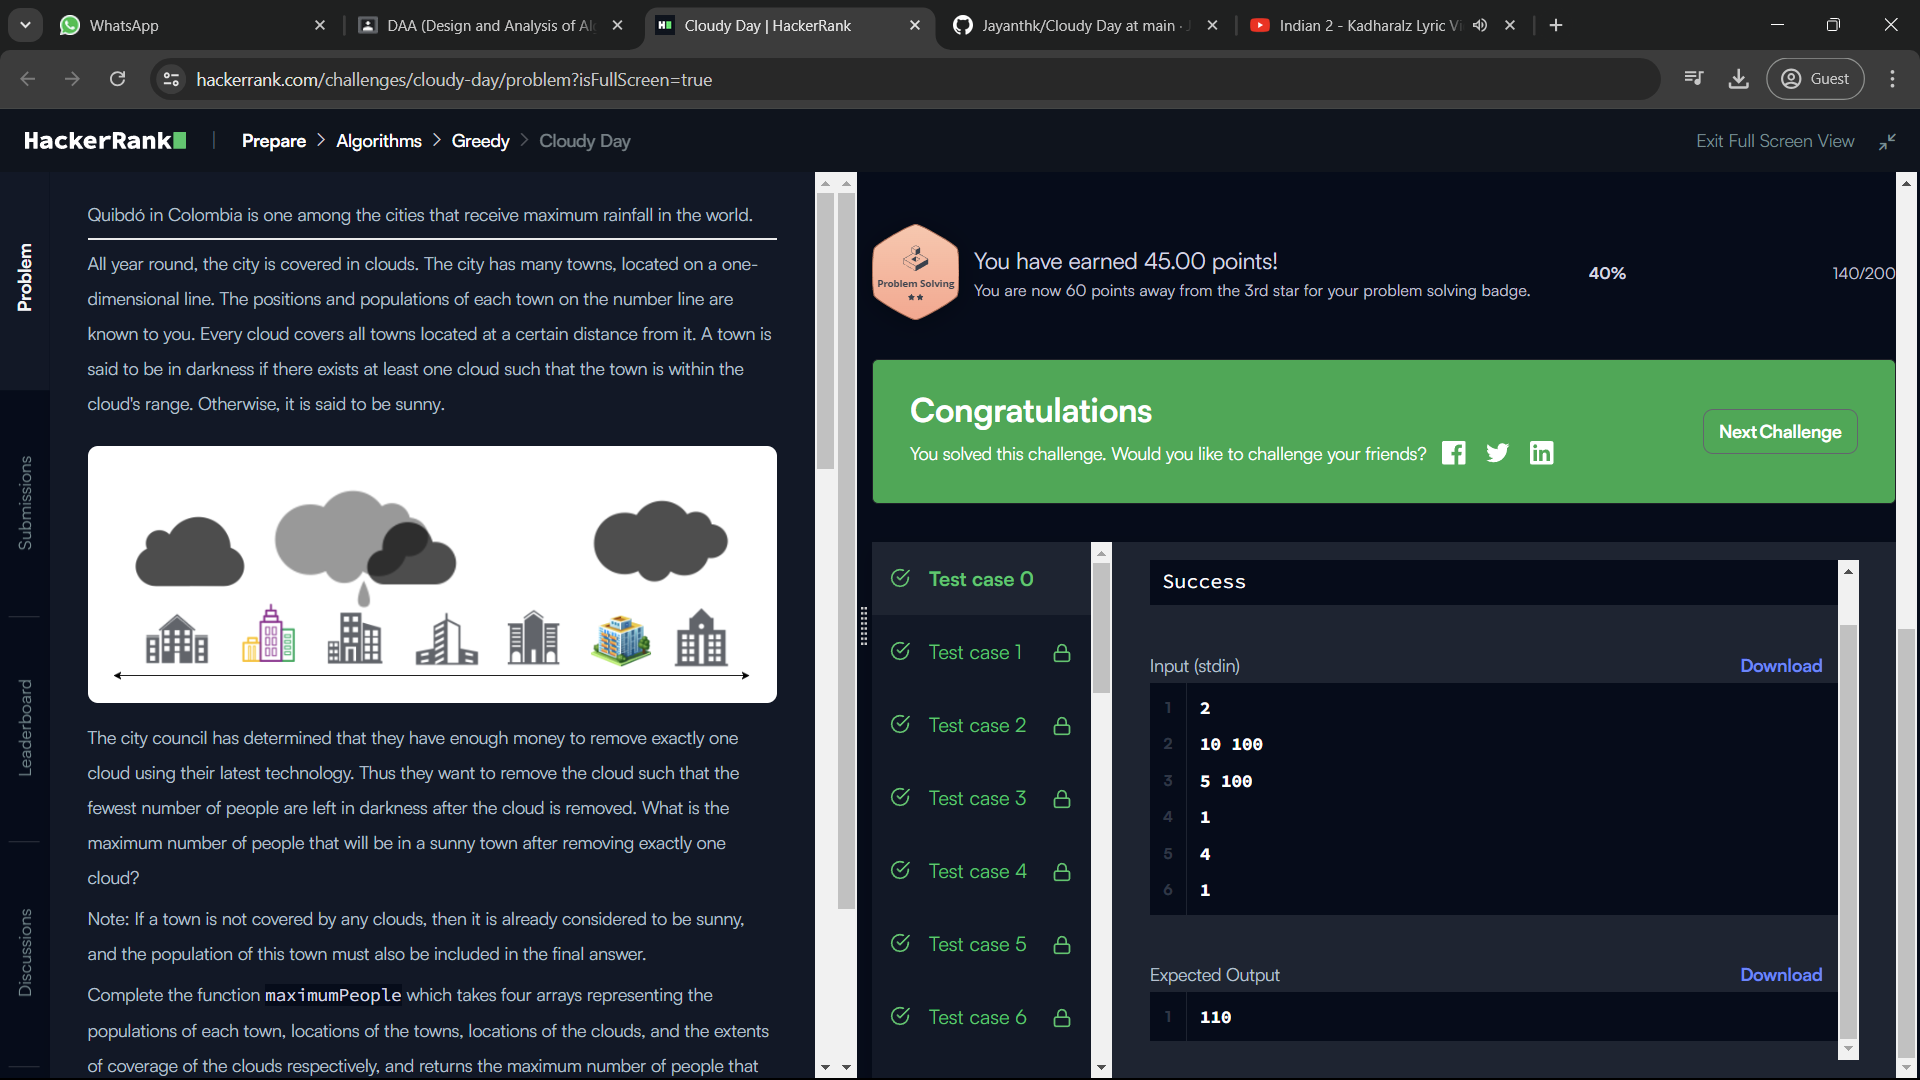 WhatsApp
DAA (Design and Analysis of Al
Cloudy Day | HackerRank
Jayanthk/Cloudy Day at main ·
Indian 2 - Kadharalz Lyric Vi
hackerrank.com/challenges/cloudy-day/problem?isFullScreen=true
Guest
HackerRank
Prepare > Algorithms > Greedy > Cloudy Day
Exit Full Screen View
Problem
Submissions
Leaderboard
Discussions
Quibdó in Colombia is one among the cities that receive maximum rainfall in the world.
All year round, the city is covered in clouds. The city has many towns, located on a one-
dimensional line. The positions and populations of each town on the number line are
known to you. Every cloud covers all towns located at a certain distance from it. A town is
said to be in darkness if there exists at least one cloud such that the town is within the
cloud's range. Otherwise, it is said to be sunny.
The city council has determined that they have enough money to remove exactly one
cloud using their latest technology. Thus they want to remove the cloud such that the
fewest number of people are left in darkness after the cloud is removed. What is the
maximum number of people that will be in a sunny town after removing exactly one
cloud?
Note: If a town is not covered by any clouds, then it is already considered to be sunny,
and the population of this town must also be included in the final answer.
Complete the function maximumPeople which takes four arrays representing the
populations of each town, locations of the towns, locations of the clouds, and the extents
of coverage of the clouds respectively, and returns the maximum number of people that
Problem Solving
You have earned 45.00 points!
You are now 60 points away from the 3rd star for your problem solving badge.
40%
140/200
Congratulations
You solved this challenge. Would you like to challenge your friends?
Next Challenge
Test case 0
Test case 1
Test case 2
Test case 3
Test case 4
Test case 5
Test case 6
Success
Input (stdin)
Download
1 2
2 10 100
3 5 100
4 1
5 4
6 1
Expected Output
Download
1 110